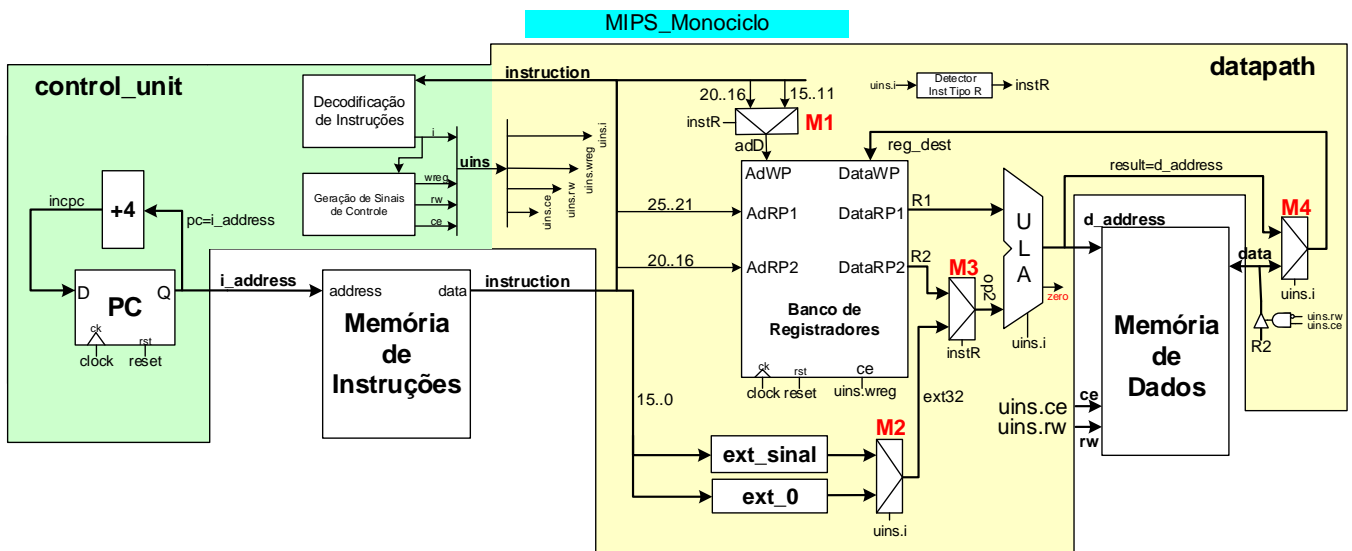 MIPS_Monociclo
control_unit
datapath
instruction
Decodificação
de Instruções
i
uins
wreg
rw
ce
Geração de Sinais
de Controle
uins.i
uins.wreg
uins.rw
uins.ce
20..16
15..11
instR
M1
adD
uins.i
Detector
Inst Tipo R
instR
reg_dest
result=d_address
incpc
+4
pc=i_address
D
PC
Q
ck
rst
clock
reset
i_address
address
data
Memória
de
Instruções
instruction
25..21
20..16
15..0
AdWP
DataWP
AdRP1
DataRP1
AdRP2
DataRP2
Banco de
Registradores
ck
rst
ce
clock
reset
uins.wreg
R1
R2
M3
op2
instR
ext32
ULA
zero
uins.i
d_address
data
M4
uins.i
uins.rw
uins.ce
R2
Memória
de
Dados
uins.ce
ce
uins.rw
rw
ext_sinal
ext_0
M2
uins.i